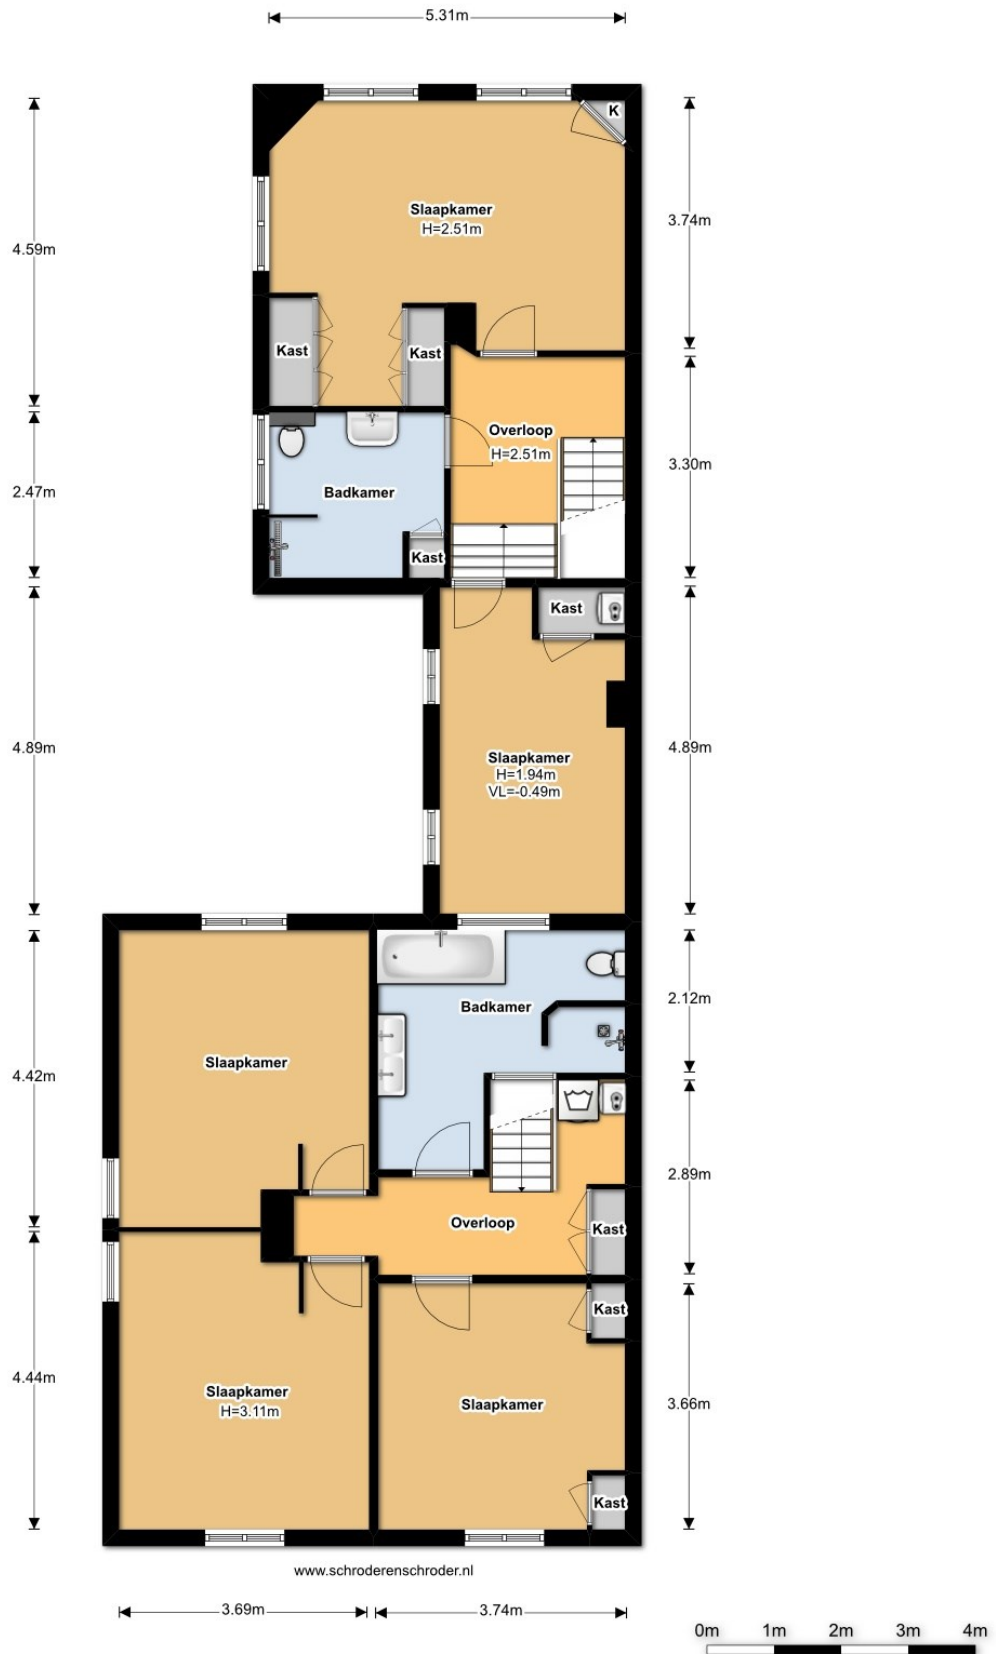 5.31m
K
Slaapkamer
H=2.51m
3.74m
4.59m
Kast
Kast
Overloop
H=2.51m
3.30m
2.47m
Badkamer
Kast
Kast
4.89m
4.89m
Slaapkamer
H=1.94m
VL=-0.49m
2.12m
Badkamer
Slaapkamer
4.42m
2.89m
Overloop
Kast
Kast
4.44m
Slaapkamer
H=3.11m
Slaapkamer
3.66m
Kast
www.schroderenschroder.nl
3.69m
3.74m
0m 1m 2m 3m 4m